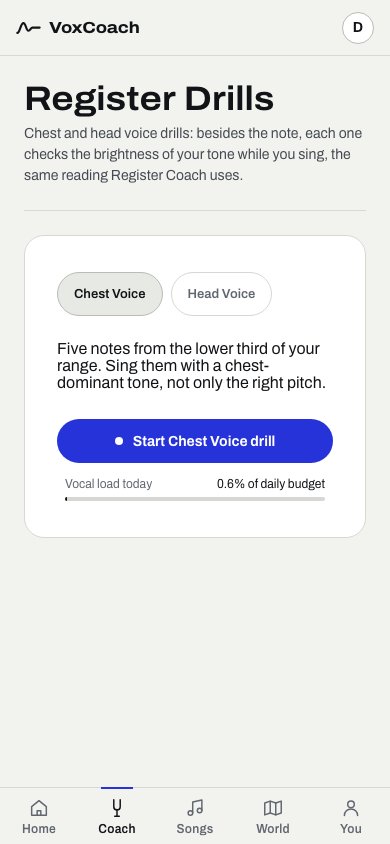 VoxCoach
D
Register Drills
Chest and head voice drills: besides the note, each one
checks the brightness of your tone while you sing, the
same reading Register Coach uses.
Chest Voice
Head Voice
Five notes from the lower third of your
range. Sing them with a chest-
dominant tone, not only the right pitch.
Start Chest Voice drill
Vocal load today
0.6% of daily budget
Home
Coach
Songs
World
You